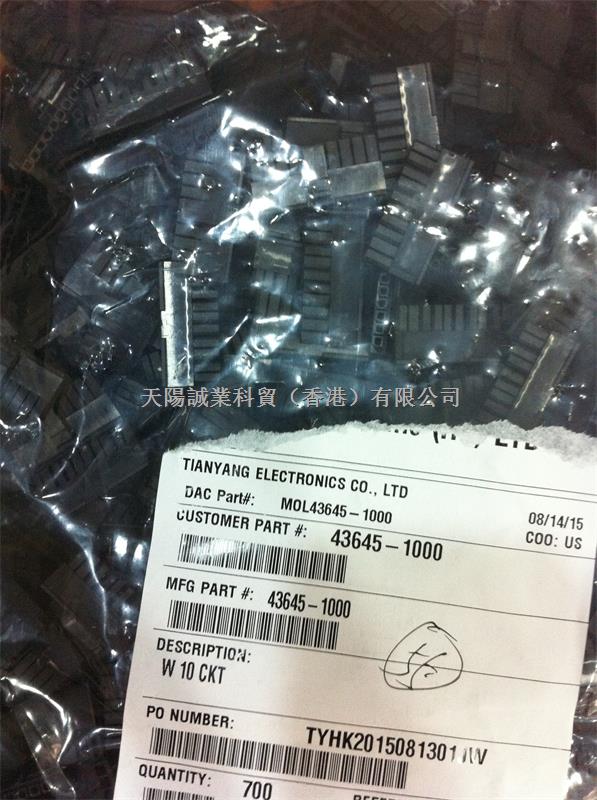 天陽誠業科貿（香港）有限公司
LTD
TIANYANG ELECTRONICS CO., LTD
DAC Part#: MOL43645-1000
08/14/15
CUSTOMER PART #: 43645-1000
COO: US
MFG PART #: 43645-1000
DESCRIPTION:
W 10 CKT
PO NUMBER:
TYHK2015081301JW
QUANTITY: 700